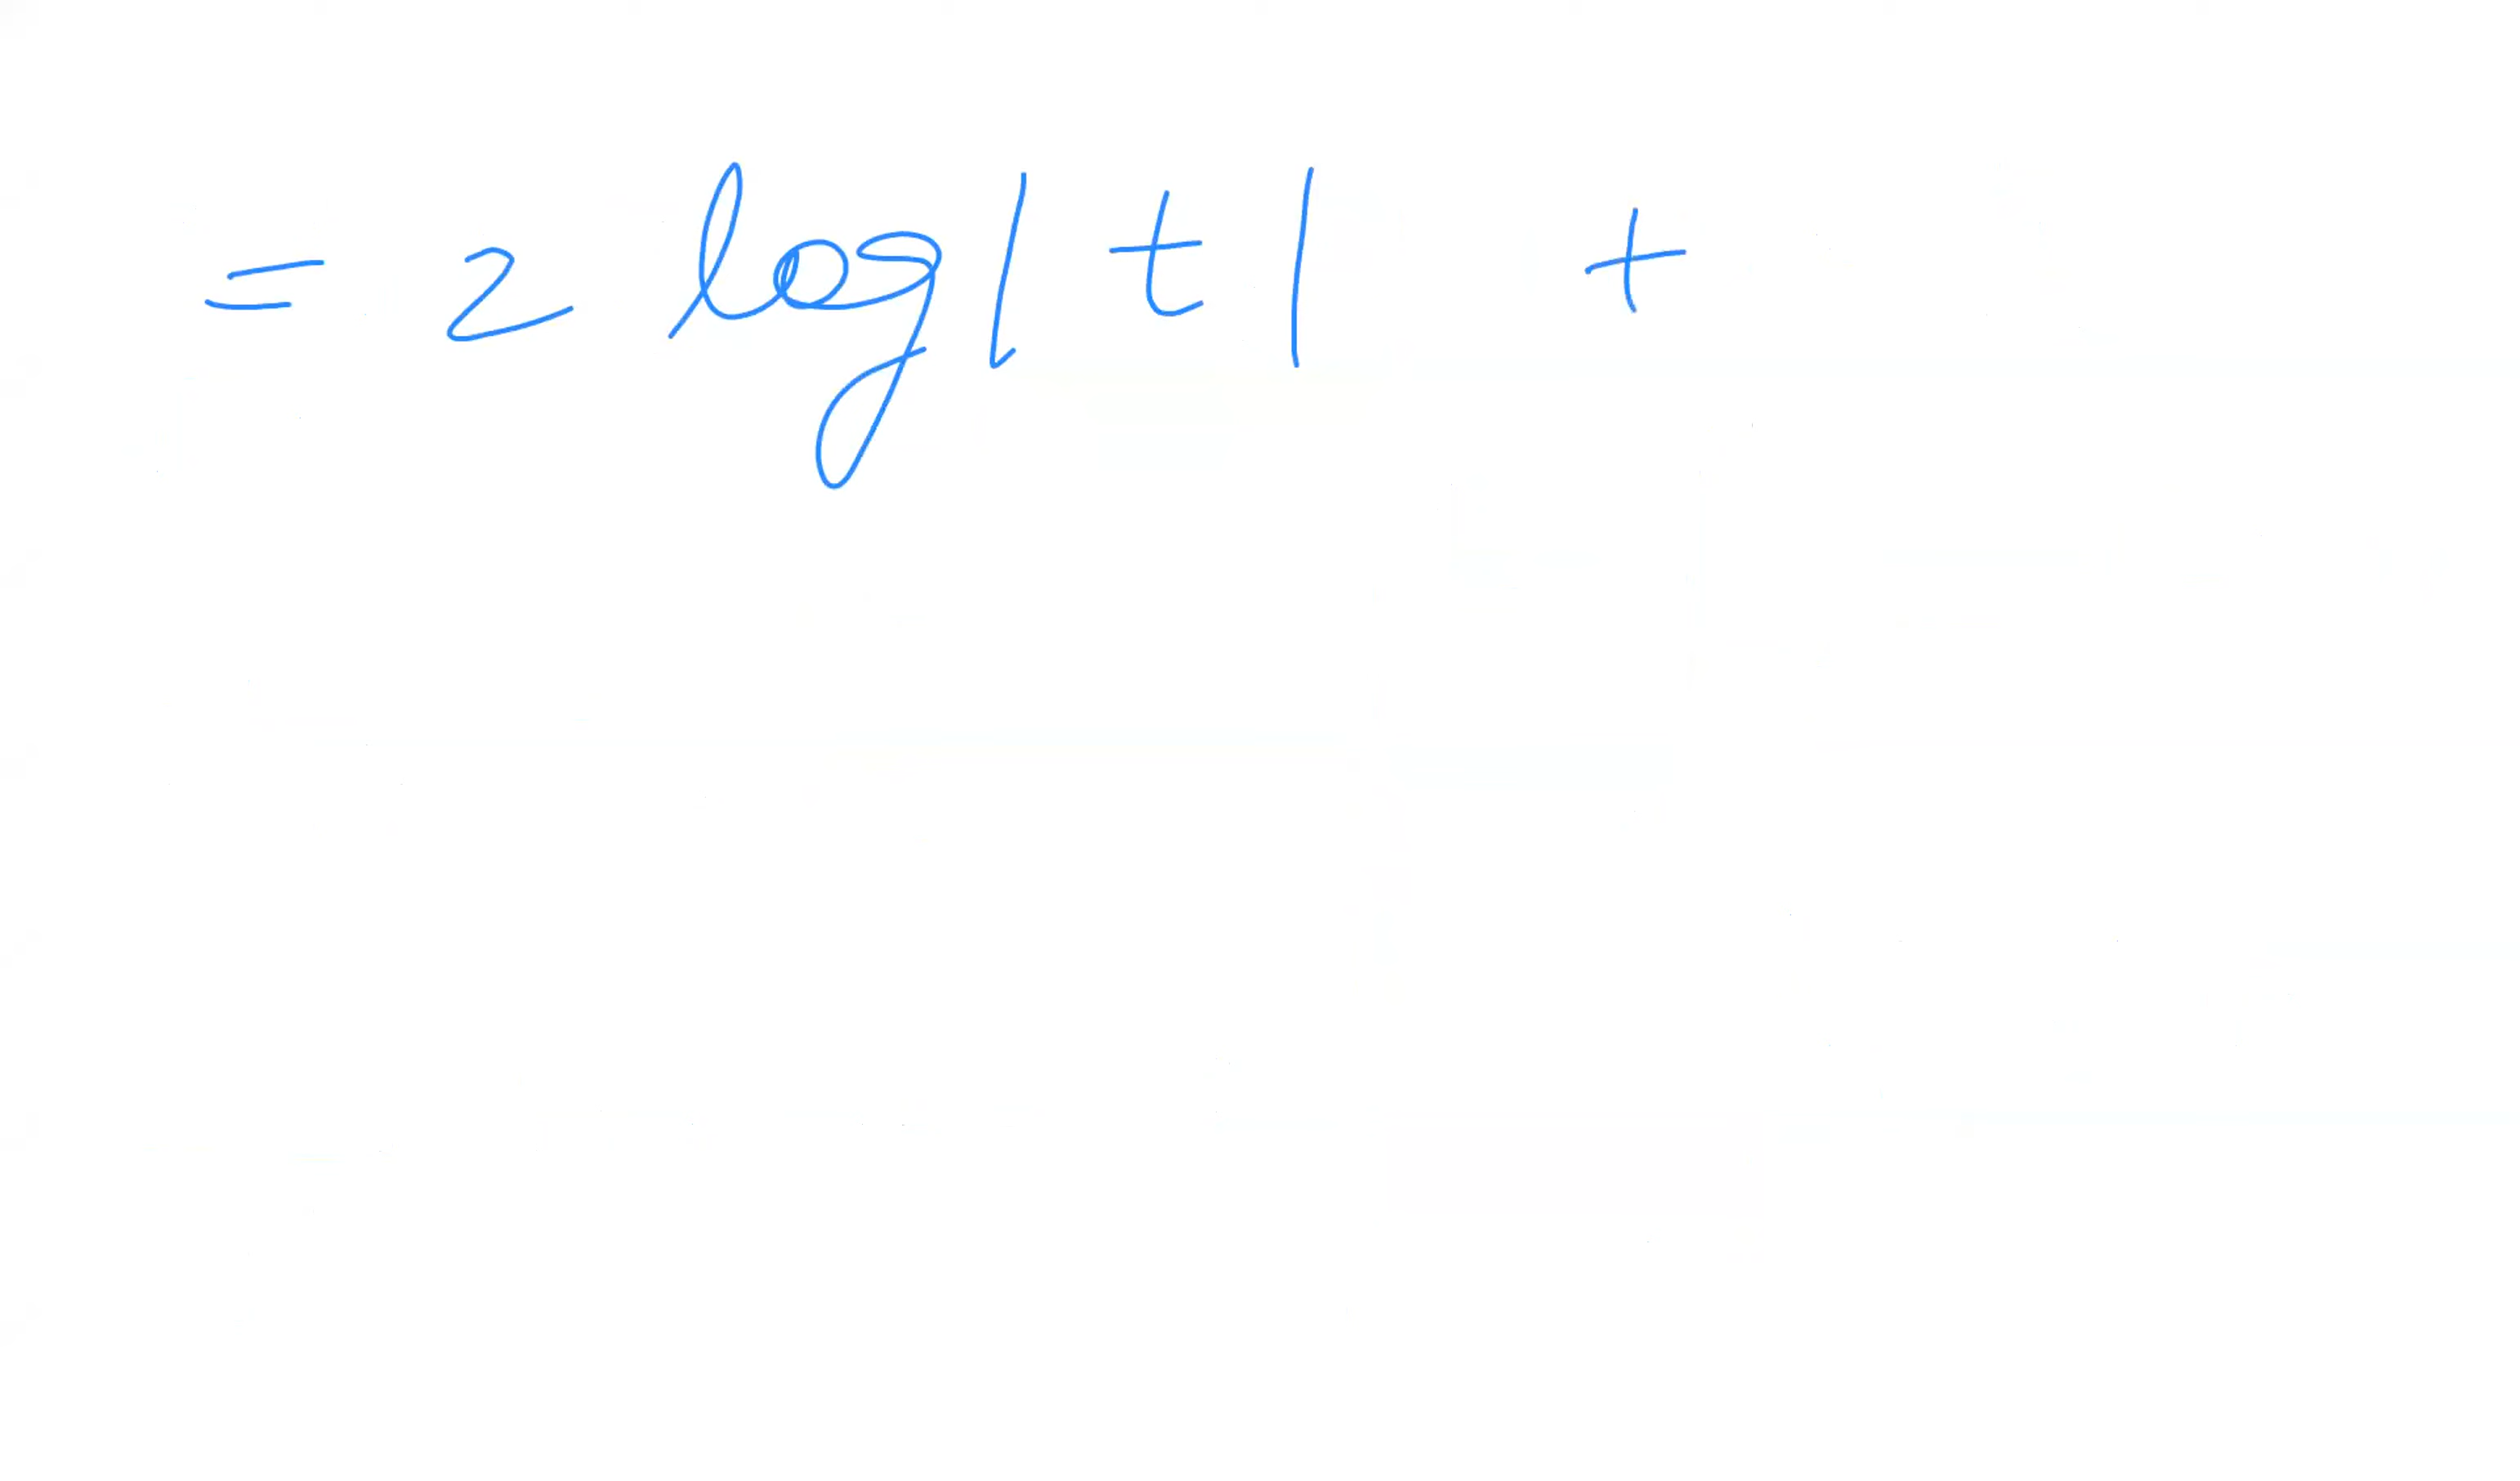 = 2 log| t | +